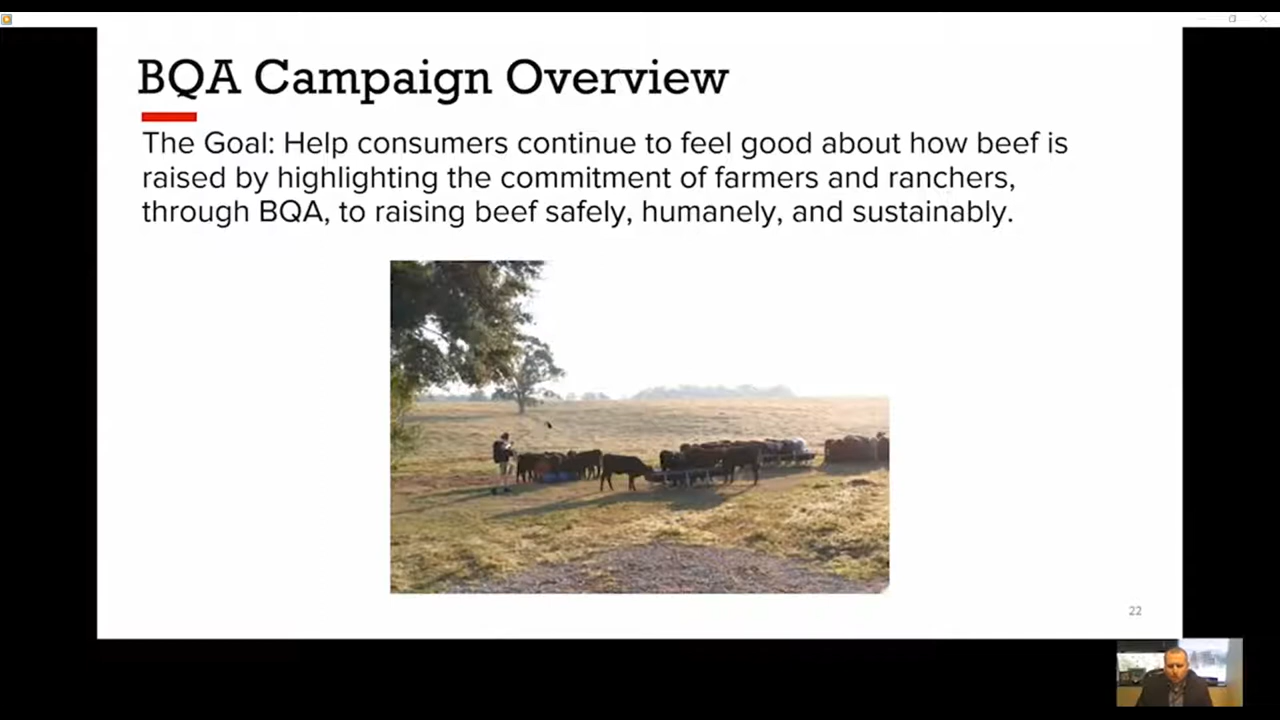 BQA Campaign Overview
The Goal: Help consumers continue to feel good about how beef is
raised by highlighting the commitment of farmers and ranchers,
through BQA, to raising beef safely, humanely, and sustainably.
22